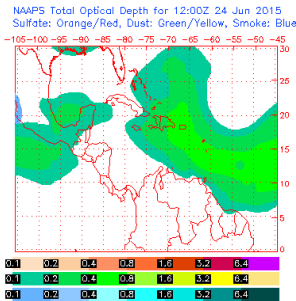 NAAPS Total Optical Depth for 12:00Z 24 Jun 2015
Sulfate: Orange/Red, Dust: Green/Yellow, Smoke: Blue
-105 -95 -90 -85 -80 -75 -70 -65 -60 -55 -50 -45
30
25
20
15
10
5
0
0.1 0.2 0.4 0.8 1.6 3.2 6.4
0.1 0.2 0.4 0.8 1.6 3.2 6.4
0.1 0.2 0.4 0.8 1.6 3.2 6.4